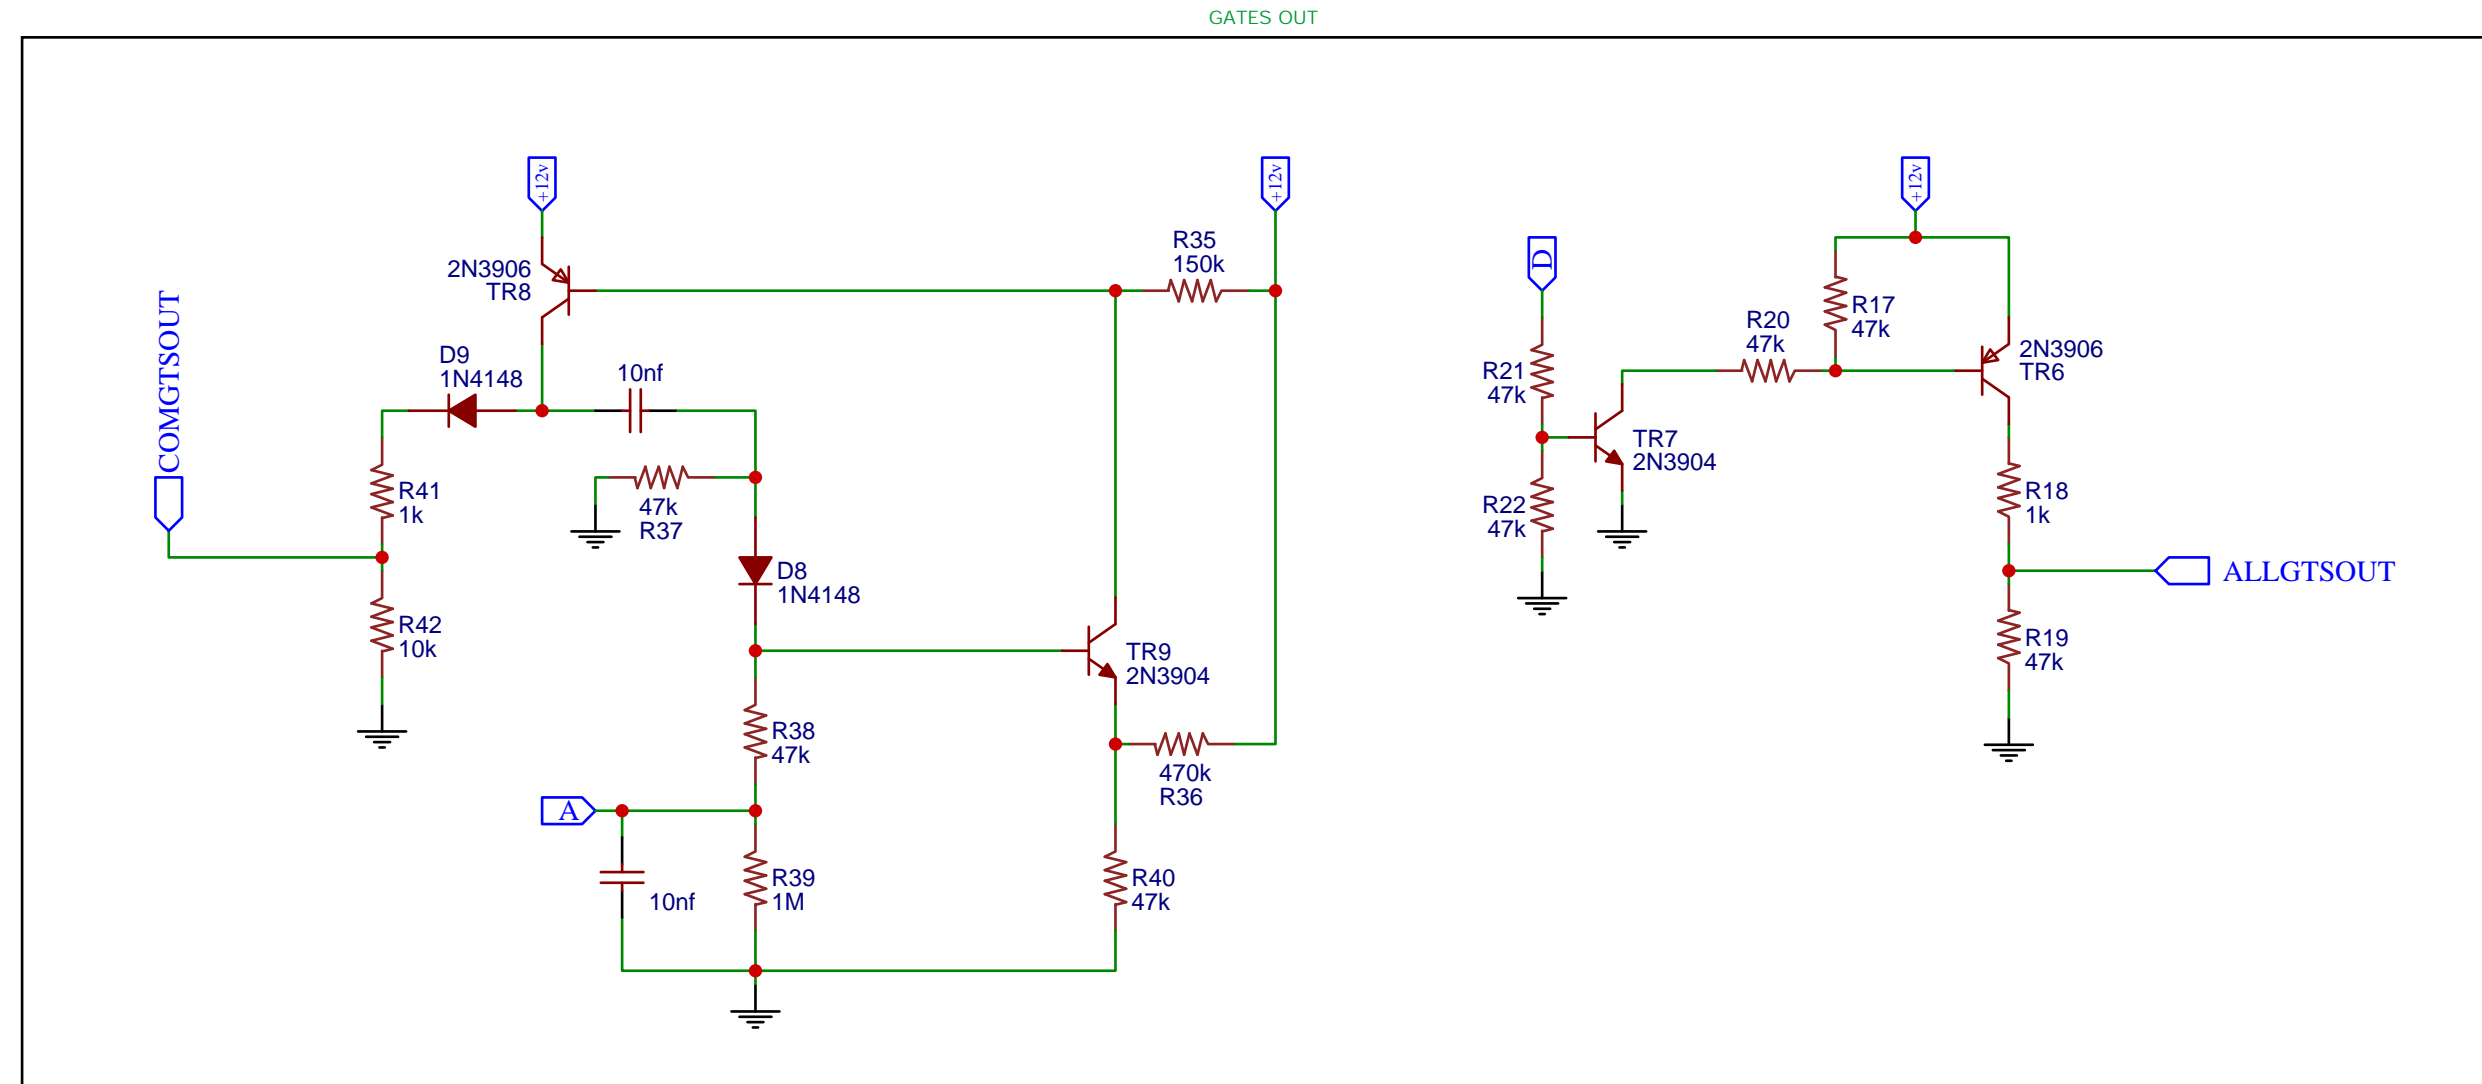 GATES OUT
+12v
+12v
+12v
R35
150k
D
2N3906
TR8
R17
47k
R20
47k
2N3906
TR6
COMGTSOUT
D9
1N4148
10nf
R21
47k
TR7
2N3904
R41
1k
47k
R37
R22
47k
R18
1k
D8
1N4148
ALLGTSOUT
R42
10k
TR9
2N3904
R19
47k
R38
47k
470k
R36
A
R39
1M
10nf
R40
47k